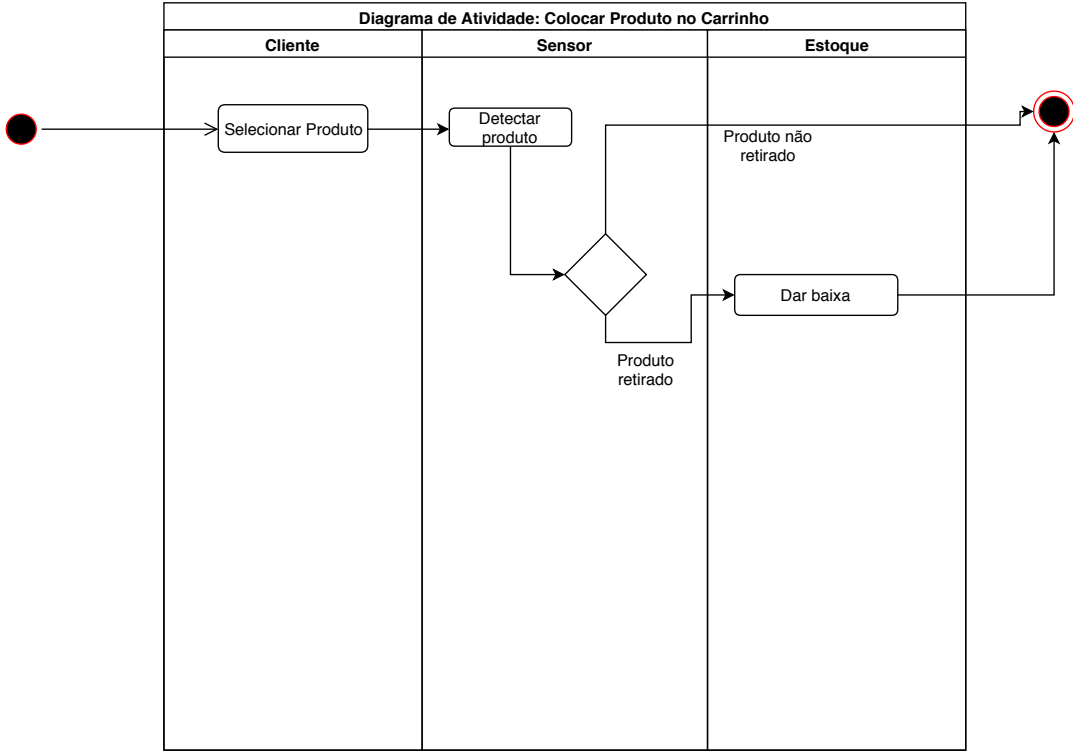 Diagrama de Atividade: Colocar Produto no Carrinho
Cliente
Sensor
Estoque
Selecionar Produto
Detectar
produto
Produto não
retirado
Dar baixa
Produto
retirado